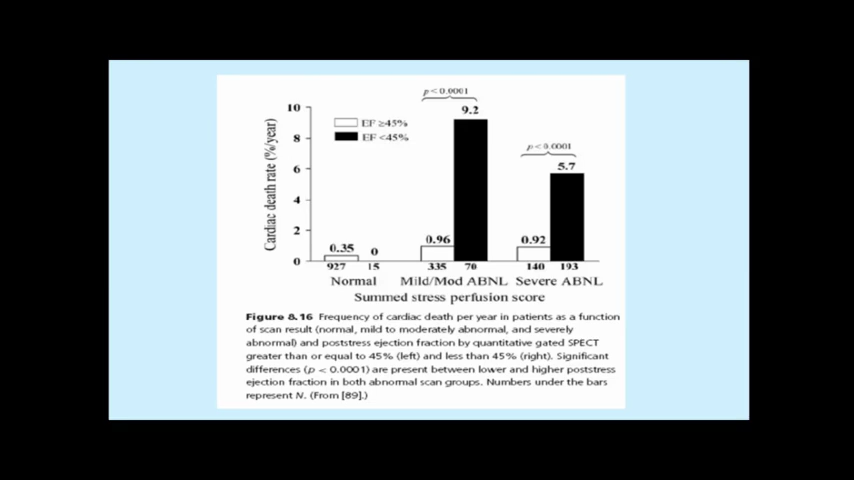 p < 0.0001
10
9.2
EF ≥45%
EF <45%
8
p < 0.0001
5.7
6
Cardiac death rate (%/year)
4
2
0.35
0
0.96
0.92
0
927
15
335
70
140
193
Normal
Mild/Mod ABNL
Severe ABNL
Summed stress perfusion score
Figure 8.16 Frequency of cardiac death per year in patients as a function
of scan result (normal, mild to moderately abnormal, and severely
abnormal) and poststress ejection fraction by quantitative gated SPECT
greater than or equal to 45% (left) and less than 45% (right). Significant
differences (p < 0.0001) are present between lower and higher poststress
ejection fraction in both abnormal scan groups. Numbers under the bars
represent N. (From [89].)